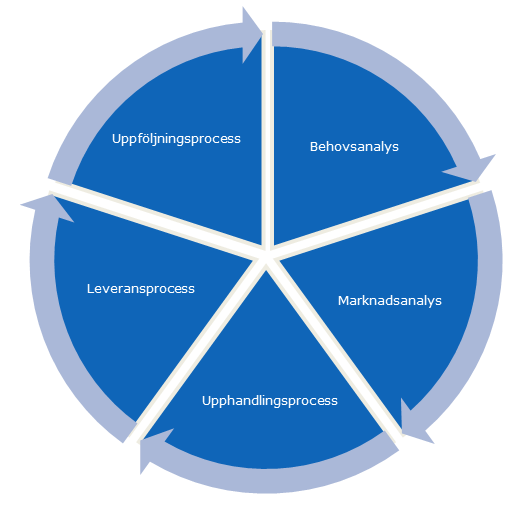 Behovsanalys
Marknadsanalys
Upphandlingsprocess
Leveransprocess
Uppföljningsprocess